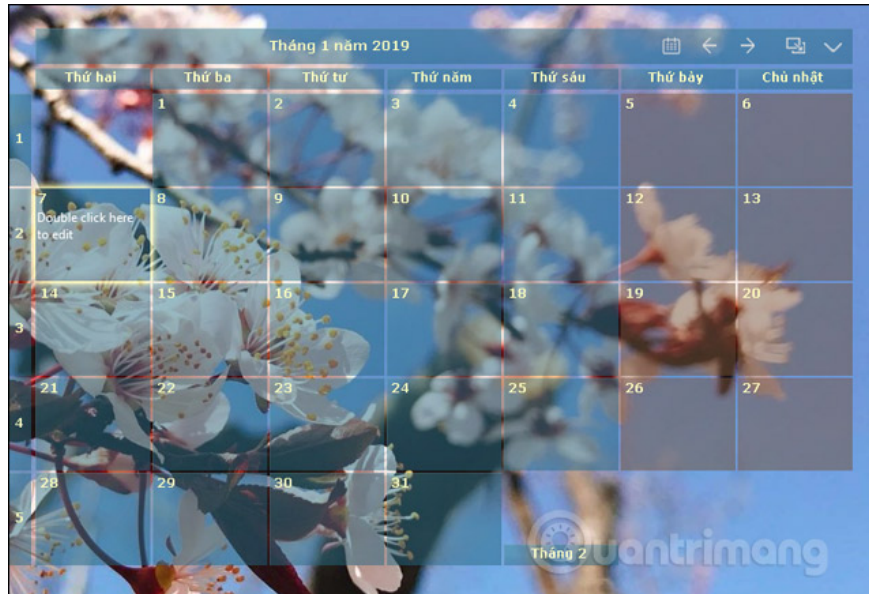 Tháng 1 năm 2019
Thứ hai Thứ ba Thứ tư Thứ năm Thứ sáu Thứ bảy Chủ nhật
1 1 2 3 4 5 6
2 7 8 9 10 11 12 13
Double click here
to edit
3 14 15 16 17 18 19 20
4 21 22 23 24 25 26 27
5 28 29 30 31
Tháng 2
Quantrimang